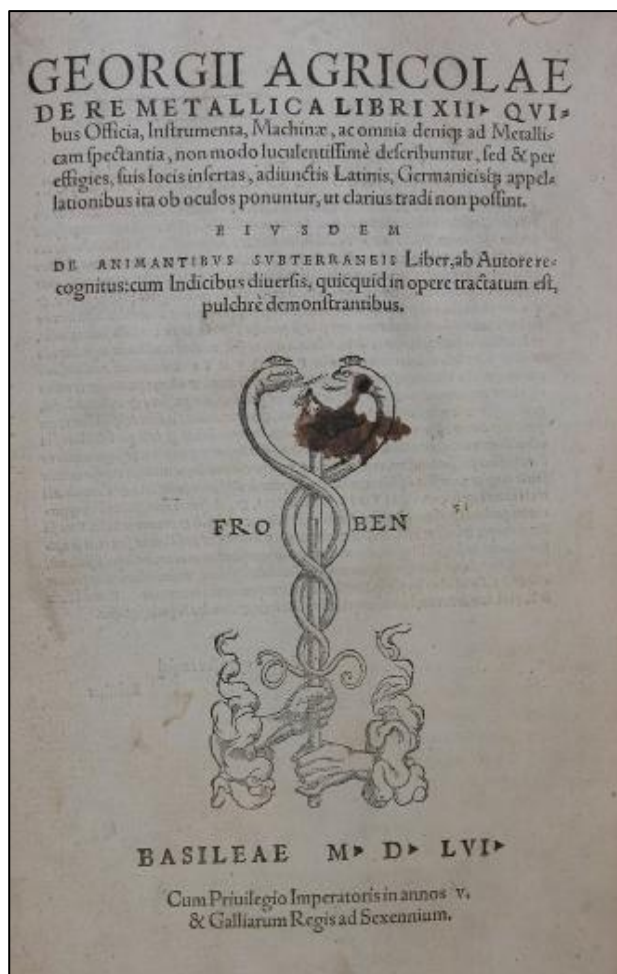 GEORGII AGRICOLAE
DE RE METALLICA LIBRI XII▸ QVI⸗
bus Officia, Inſtrumenta, Machinæ, ac omnia deniqꝫ ad Metalli⸗
cam ſpectantia, non modo luculentiſſimè deſcribuntur, ſed & per
effigies, ſuis locis inſertas, adiunctis Latinis, Germanicisqꝫ appel⸗
lationibus ita ob oculos ponuntur, ut clarius tradi non poſſint.
EIVSDEM
DE ANIMANTIBVS SVBTERRANEIS Liber, ab Autore re⸗
cognitus: cum Indicibus diuerſis, quicquid in opere tractatum eſt,
pulchrè demonſtrantibus.
FRO BEN
BASILEAE M▸ D▸ LVI▸
Cum Priuilegio Imperatoris in annos v.
& Galliarum Regis ad Sexennium.